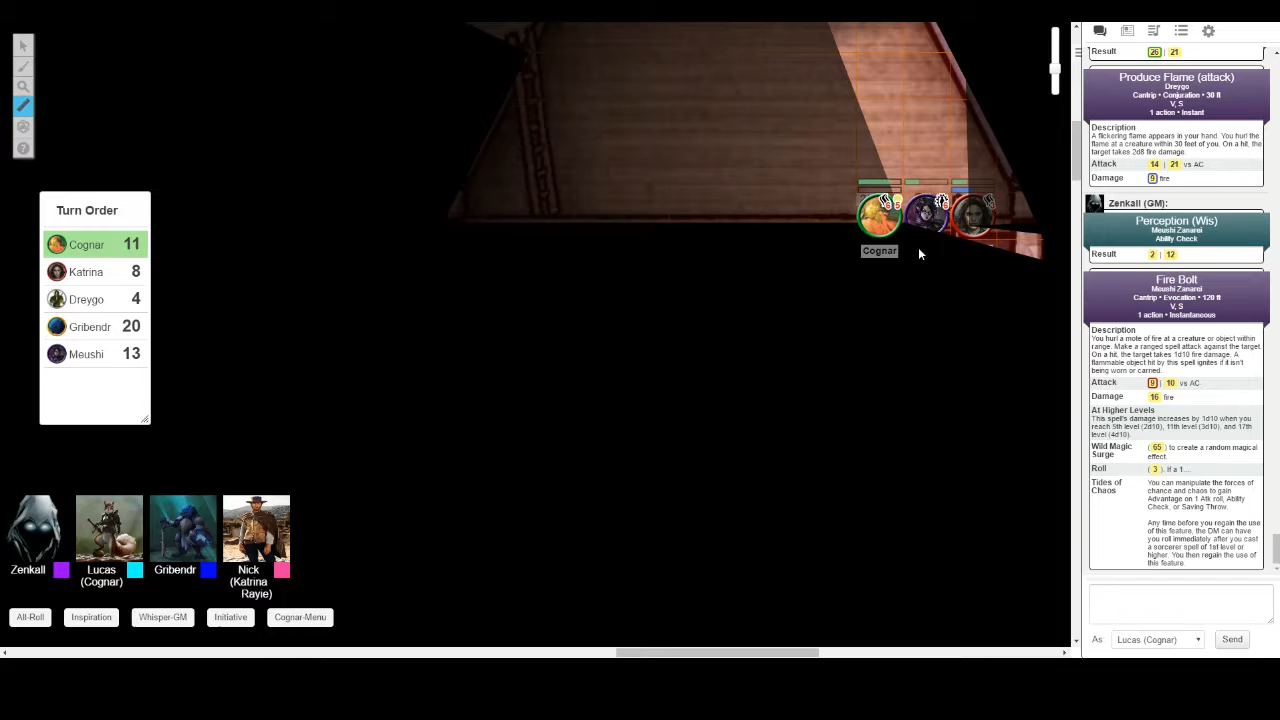 Turn Order
Cognar 11
Katrina 8
Dreygo 4
Gribendr 20
Meushi 13
Cognar
Zenkall
Lucas
(Cognar)
Gribendr
Nick
(Katrina
Rayie)
All-Roll
Inspiration
Whisper-GM
Initiative
Cognar-Menu
Result 26 | 21
Produce Flame (attack)
Dreygo
Cantrip • Conjuration • 30 ft
V, S
1 action • Instant
Description
A flickering flame appears in your hand. You hurl the
flame at a creature within 30 feet of you. On a hit, the
target takes 2d8 fire damage.
Attack 14 | 21 vs AC
Damage 9 fire
Zenkall (GM):
Perception (Wis)
Meushi Zanarei
Ability Check
Result 2 | 12
Fire Bolt
Meushi Zanarei
Cantrip • Evocation • 120 ft
V, S
1 action • Instantaneous
Description
You hurl a mote of fire at a creature or object within
range. Make a ranged spell attack against the target.
On a hit, the target takes 1d10 fire damage. A
flammable object hit by this spell ignites if it isn't
being worn or carried.
Attack 9 | 10 vs AC
Damage 16 fire
At Higher Levels
This spell's damage increases by 1d10 when you
reach 5th level (2d10), 11th level (3d10), and 17th
level (4d10).
Wild Magic
Surge
( 65 ) to create a random magical
effect.
Roll ( 3 ). If a 1....
Tides of
Chaos
You can manipulate the forces of
chance and chaos to gain
Advantage on 1 Atk roll, Ability
Check, or Saving Throw.
Any time before you regain the use
of this feature, the DM can have
you roll immediately after you cast
a sorcerer spell of 1st level or
higher. You then regain the use of
this feature.
As: Lucas (Cognar) Send